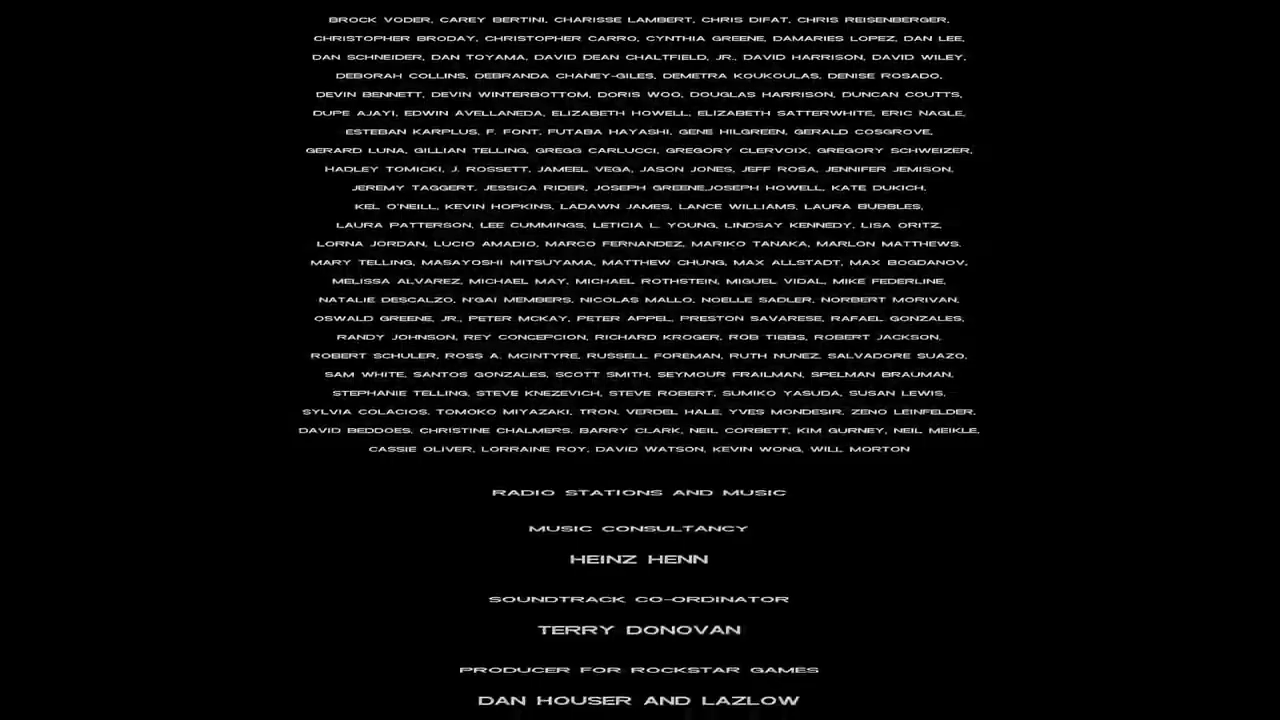 BROCK VODER, CAREY BERTINI, CHARISSE LAMBERT, CHRIS DIFAT, CHRIS REISENBERGER,
CHRISTOPHER BRODAY, CHRISTOPHER CARRO, CYNTHIA GREENE, DAMARIES LOPEZ, DAN LEE,
DAN SCHNEIDER, DAN TOYAMA, DAVID DEAN CHALTFIELD, JR., DAVID HARRISON, DAVID WILEY,
DEBORAH COLLINS, DEBRANDA CHANEY-GILES, DEMETRA KOUKOULAS, DENISE ROSADO,
DEVIN BENNETT, DEVIN WINTERBOTTOM, DORIS WOO, DOUGLAS HARRISON, DUNCAN COUTTS,
DUPE AJAYI, EDWIN AVELLANEDA, ELIZABETH HOWELL, ELIZABETH SATTERWHITE, ERIC NAGLE,
ESTEBAN KARPLUS, F. FONT, FUTABA HAYASHI, GENE HILGREEN, GERALD COSGROVE,
GERARD LUNA, GILLIAN TELLING, GREGG CARLUCCI, GREGORY CLERVOIX, GREGORY SCHWEIZER,
HADLEY TOMICKI, J. ROSSETT, JAMEEL VEGA, JASON JONES, JEFF ROSA, JENNIFER JEMISON,
JEREMY TAGGERT, JESSICA RIDER, JOSEPH GREENE,JOSEPH HOWELL, KATE DUKICH,
KEL O'NEILL, KEVIN HOPKINS, LADAWN JAMES, LANCE WILLIAMS, LAURA BUBBLES,
LAURA PATTERSON, LEE CUMMINGS, LETICIA L. YOUNG, LINDSAY KENNEDY, LISA ORITZ,
LORNA JORDAN, LUCIO AMADIO, MARCO FERNANDEZ, MARIKO TANAKA, MARLON MATTHEWS,
MARY TELLING, MASAYOSHI MITSUYAMA, MATTHEW CHUNG, MAX ALLSTADT, MAX BOGDANOV,
MELISSA ALVAREZ, MICHAEL MAY, MICHAEL ROTHSTEIN, MIGUEL VIDAL, MIKE FEDERLINE,
NATALIE DESCALZO, N'GAI MEMBERS, NICOLAS MALLO, NOELLE SADLER, NORBERT MORIVAN,
OSWALD GREENE, JR., PETER MCKAY, PETER APPEL, PRESTON SAVARESE, RAFAEL GONZALES,
RANDY JOHNSON, REY CONCEPCION, RICHARD KROGER, ROB TIBBS, ROBERT JACKSON,
ROBERT SCHULER, ROSS A. MCINTYRE, RUSSELL FOREMAN, RUTH NUNEZ, SALVADORE SUAZO,
SAM WHITE, SANTOS GONZALES, SCOTT SMITH, SEYMOUR FRAILMAN, SPELMAN BRAUMAN,
STEPHANIE TELLING, STEVE KNEZEVICH, STEVE ROBERT, SUMIKO YASUDA, SUSAN LEWIS,
SYLVIA COLACIOS, TOMOKO MIYAZAKI, TRON, VERDEL HALE, YVES MONDESIR, ZENO LEINFELDER,
DAVID BEDDOES, CHRISTINE CHALMERS, BARRY CLARK, NEIL CORBETT, KIM GURNEY, NEIL MEIKLE,
CASSIE OLIVER, LORRAINE ROY, DAVID WATSON, KEVIN WONG, WILL MORTON
RADIO STATIONS AND MUSIC
MUSIC CONSULTANCY
HEINZ HENN
SOUNDTRACK CO-ORDINATOR
TERRY DONOVAN
PRODUCER FOR ROCKSTAR GAMES
DAN HOUSER AND LAZLOW